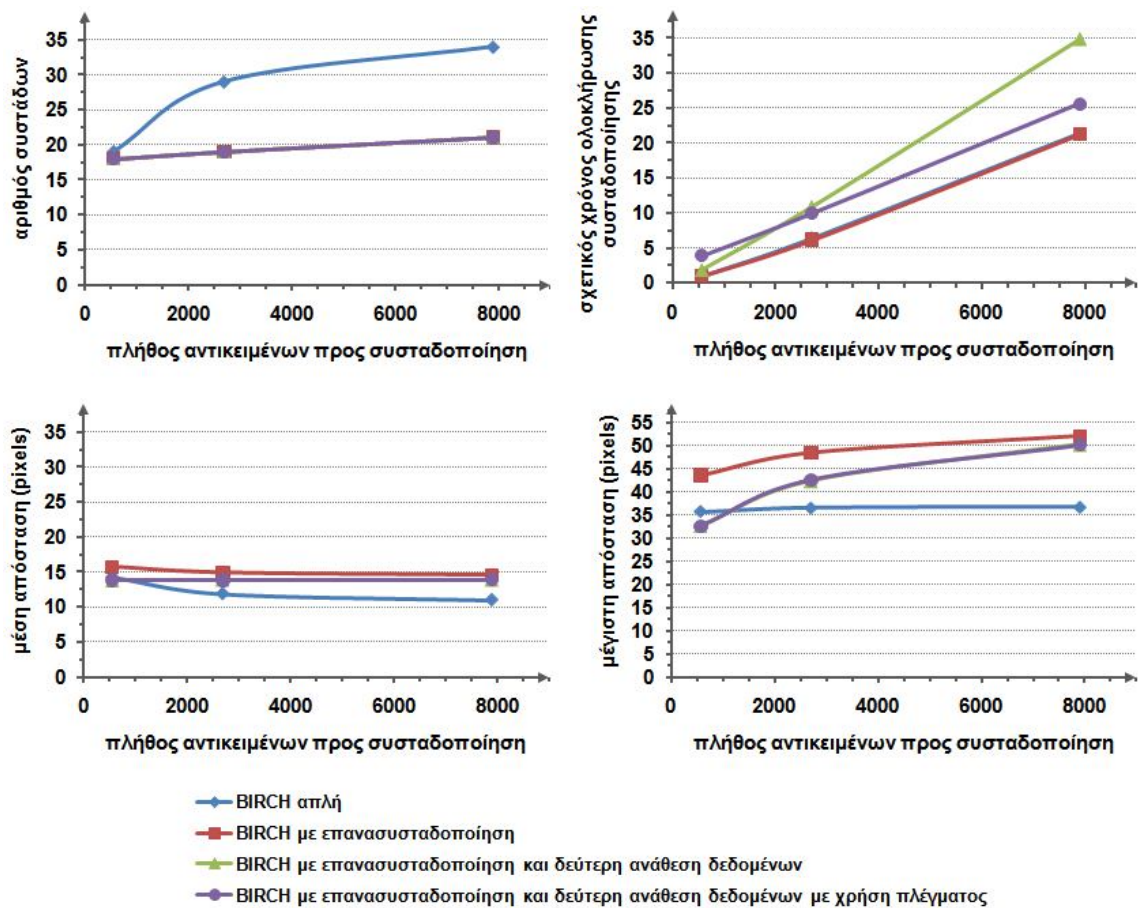 αριθμός συστάδων
35
30
25
20
15
10
5
0
0 2000 4000 6000 8000
πλήθος αντικειμένων προς συσταδοποίηση
σχετικός χρόνος ολοκλήρωσης
συσταδοποίησης
35
30
25
20
15
10
5
0
0 2000 4000 6000 8000
πλήθος αντικειμένων προς συσταδοποίηση
μέση απόσταση (pixels)
35
30
25
20
15
10
5
0
0 2000 4000 6000 8000
πλήθος αντικειμένων προς συσταδοποίηση
μέγιστη απόσταση (pixels)
55
50
45
40
35
30
25
20
15
10
5
0
0 2000 4000 6000 8000
πλήθος αντικειμένων προς συσταδοποίηση
BIRCH απλή
BIRCH με επανασυσταδοποίηση
BIRCH με επανασυσταδοποίηση και δεύτερη ανάθεση δεδομένων
BIRCH με επανασυσταδοποίηση και δεύτερη ανάθεση δεδομένων με χρήση πλέγματος